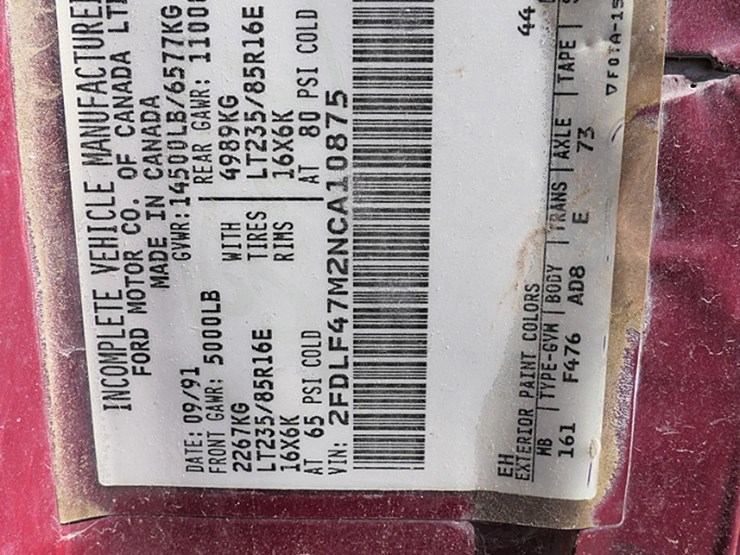 INCOMPLETE VEHICLE MANUFACTURE
FORD MOTOR CO. OF CANADA
MADE IN CANADA
DATE: 09/91 GVWR: 14500LB/6577KG
FRONT GAWR: 5000LB REAR GAWR: 11000
2267KG WITH 4989KG
LT235/85R16E TIRES LT235/85R16E
16X6K RIMS 16X6K
AT 65 PSI COLD AT 80 PSI COLD
VIN: 2FDLF47M2NCA10875
EH 44
EXTERIOR PAINT COLORS
WB TYPE-GVW BODY TRANS AXLE TAPE
161 F476 AD8 E 73